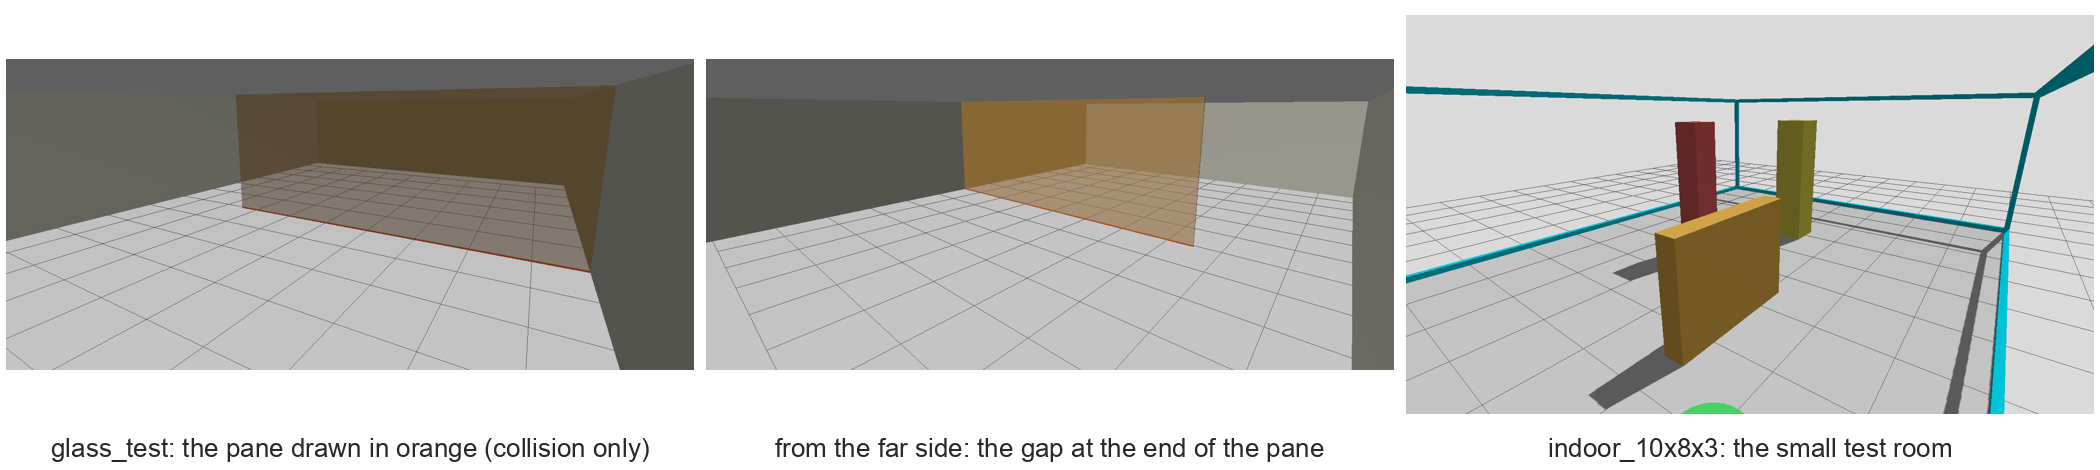 glass_test: the pane drawn in orange (collision only)
from the far side: the gap at the end of the pane
indoor_10x8x3: the small test room